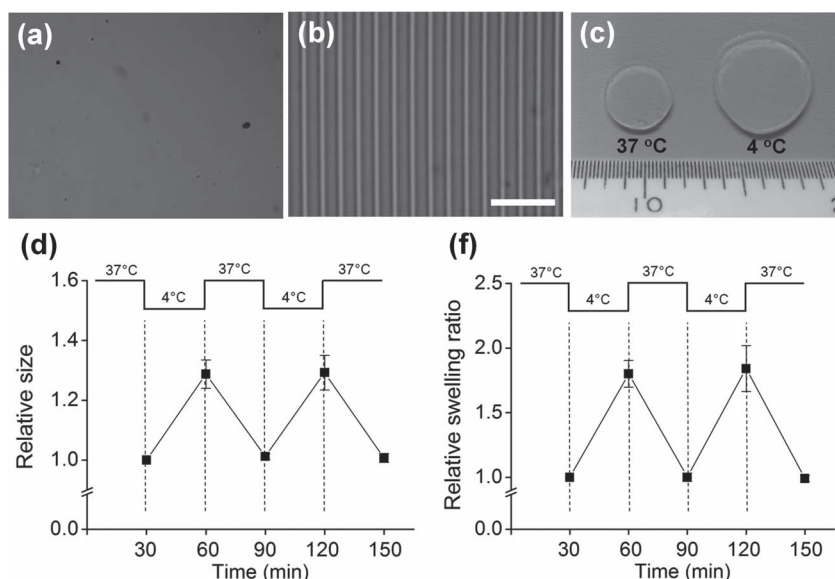 (a)
(b)
(c)
37 °C
4 °C
10
(d)
37°C
4°C
37°C
4°C
37°C
1.6
1.4
1.2
1.0
0.0
Relative size
30
60
90
120
150
Time (min)
(f)
37°C
4°C
37°C
4°C
37°C
2.5
2.0
1.5
1.0
0.0
Relative swelling ratio
30
60
90
120
150
Time (min)